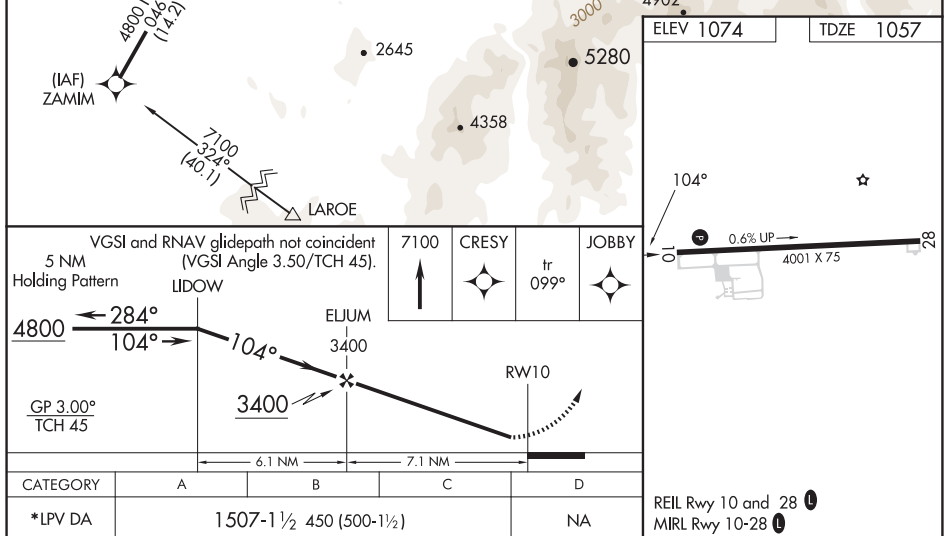 4800
046
(14.2)
(IAF)
ZAMIM
2645
3000
4902
5280
4358
7100
324°
(40.1)
LAROE
ELEV 1074
TDZE 1057
104°
P
0.6% UP
4001 X 75
10
28
VGSI and RNAV glidepath not coincident
(VGSI Angle 3.50/TCH 45).
5 NM
Holding Pattern
LIDOW
7100
CRESY
tr
099°
JOBBY
4800
284°
104°
104°
ELJUM
3400
3400
RW10
GP 3.00°
TCH 45
6.1 NM
7.1 NM
CATEGORY A B C D
*LPV DA 1507-1½ 450 (500-1½) NA
REIL Rwy 10 and 28 L
MIRL Rwy 10-28 L